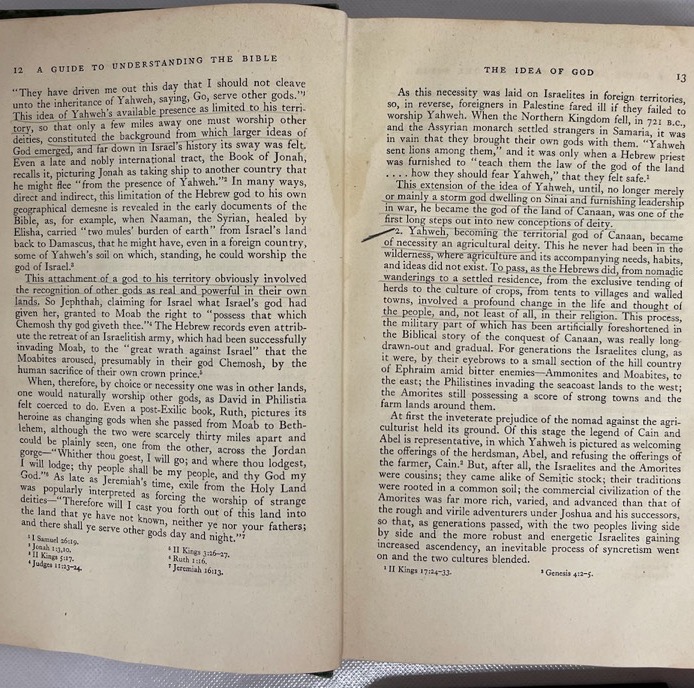 12 A GUIDE TO UNDERSTANDING THE BIBLE
"They have driven me out this day that I should not cleave
unto the inheritance of Yahweh, saying, Go, serve other gods."¹
This idea of Yahweh's available presence as limited to his terri-
tory, so that only a few miles away one must worship other
deities, constituted the background from which larger ideas of
God emerged, and far down in Israel's history its sway was felt.
Even a late and nobly international tract, the Book of Jonah,
recalls it, picturing Jonah as taking ship to another country that
he might flee "from the presence of Yahweh."² In many ways,
direct and indirect, this limitation of the Hebrew god to his own
geographical demesne is revealed in the early documents of the
Bible, as, for example, when Naaman, the Syrian, healed by
Elisha, carried "two mules' burden of earth" from Israel's land
back to Damascus, that he might have, even in a foreign country,
some of Yahweh's soil on which, standing, he could worship the
god of Israel.³
This attachment of a god to his territory obviously involved
the recognition of other gods as real and powerful in their own
lands. So Jephthah, claiming for Israel what Israel's god had
given her, granted to Moab the right to "possess that which
Chemosh thy god giveth thee."⁴ The Hebrew records even attrib-
ute the retreat of an Israelitish army, which had been successfully
invading Moab, to the "great wrath against Israel" that the
Moabites aroused, presumably in their god Chemosh, by the
human sacrifice of their own crown prince.⁵
When, therefore, by choice or necessity one was in other lands,
one would naturally worship other gods, as David in Philistia
felt coerced to do. Even a post-Exilic book, Ruth, pictures its
heroine as changing gods when she passed from Moab to Beth-
lehem, although the two were scarcely thirty miles apart and
could be plainly seen, one from the other, across the Jordan
gorge—"Whither thou goest, I will go; and where thou lodgest,
I will lodge; thy people shall be my people, and thy God my
God."⁶ As late as Jeremiah's time, exile from the Holy Land
was popularly interpreted as forcing the worship of strange
deities—"Therefore will I cast you forth out of this land into
the land that ye have not known, neither ye nor your fathers;
and there shall ye serve other gods day and night."⁷
¹ I Samuel 26:19.
² Jonah 1:3,10.
³ II Kings 5:17.
⁴ Judges 11:23-24.
⁵ II Kings 3:26-27.
⁶ Ruth 1:16.
⁷ Jeremiah 16:13.
THE IDEA OF GOD 13
As this necessity was laid on Israelites in foreign territories,
so, in reverse, foreigners in Palestine fared ill if they failed to
worship Yahweh. When the Northern Kingdom fell, in 721 B.C.,
and the Assyrian monarch settled strangers in Samaria, it was
in vain that they brought their own gods with them. "Yahweh
sent lions among them," and it was only when a Hebrew priest
was furnished to "teach them the law of the god of the land
. . . . how they should fear Yahweh," that they felt safe.¹
This extension of the idea of Yahweh, until, no longer merely
or mainly a storm god dwelling on Sinai and furnishing leadership
in war, he became the god of the land of Canaan, was one of the
first long steps out into new conceptions of deity.
2. Yahweh, becoming the territorial god of Canaan, became
of necessity an agricultural deity. This he never had been in the
wilderness, where agriculture and its accompanying needs, habits,
and ideas did not exist. To pass, as the Hebrews did, from nomadic
wanderings to a settled residence, from the exclusive tending of
herds to the culture of crops, from tents to villages and walled
towns, involved a profound change in the life and thought of
the people, and, not least of all, in their religion. This process,
the military part of which has been artificially foreshortened in
the Biblical story of the conquest of Canaan, was really long-
drawn-out and gradual. For generations the Israelites clung, as
it were, by their eyebrows to a small section of the hill country
of Ephraim amid bitter enemies—Ammonites and Moabites, to
the east; the Philistines invading the seacoast lands to the west;
the Amorites still possessing a score of strong towns and the
farm lands around them.
At first the inveterate prejudice of the nomad against the agri-
culturist held its ground. Of this stage the legend of Cain and
Abel is representative, in which Yahweh is pictured as welcoming
the offerings of the herdsman, Abel, and refusing the offerings of
the farmer, Cain.² But, after all, the Israelites and the Amorites
were cousins; they came alike of Semitic stock; their traditions
were rooted in a common soil; the commercial civilization of the
Amorites was far more rich, varied, and advanced than that of
the rough and virile adventurers under Joshua and his successors,
so that, as generations passed, with the two peoples living side
by side and the more robust and energetic Israelites gaining
increased ascendency, an inevitable process of syncretism went
on and the two cultures blended.
¹ II Kings 17:24-33.
² Genesis 4:2-5.